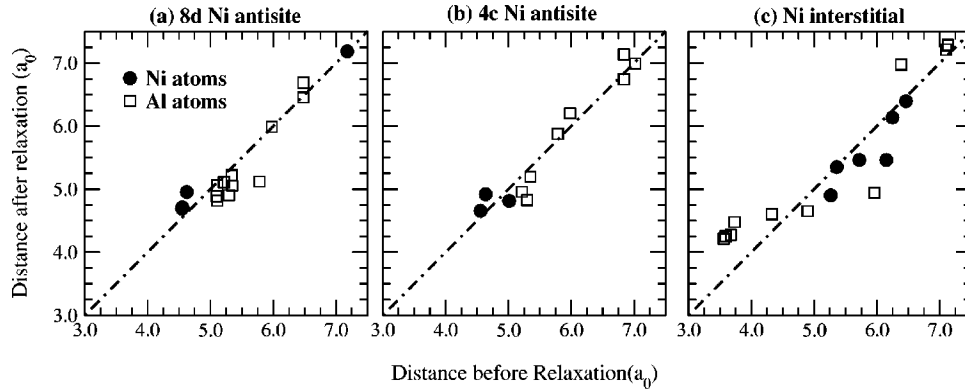 (a) 8d Ni antisite
(b) 4c Ni antisite
(c) Ni interstitial
Distance after relaxation (a0)
7.0
6.0
5.0
4.0
3.0
Ni atoms
Al atoms
3.0 4.0 5.0 6.0 7.0
3.0 4.0 5.0 6.0 7.0
3.0 4.0 5.0 6.0 7.0
Distance before Relaxation(a0)